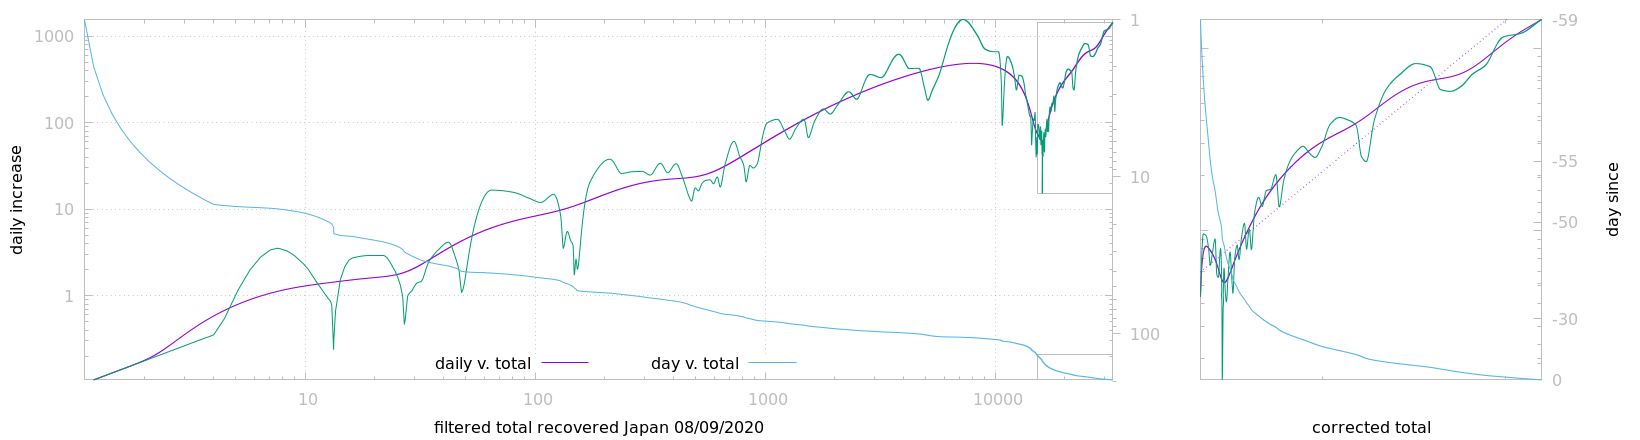 1000
100
10
1
daily increase
10
100
1000
10000
filtered total recovered Japan 08/09/2020
daily v. total
day v. total
1
10
100
-59
-55
-50
-30
0
day since
corrected total